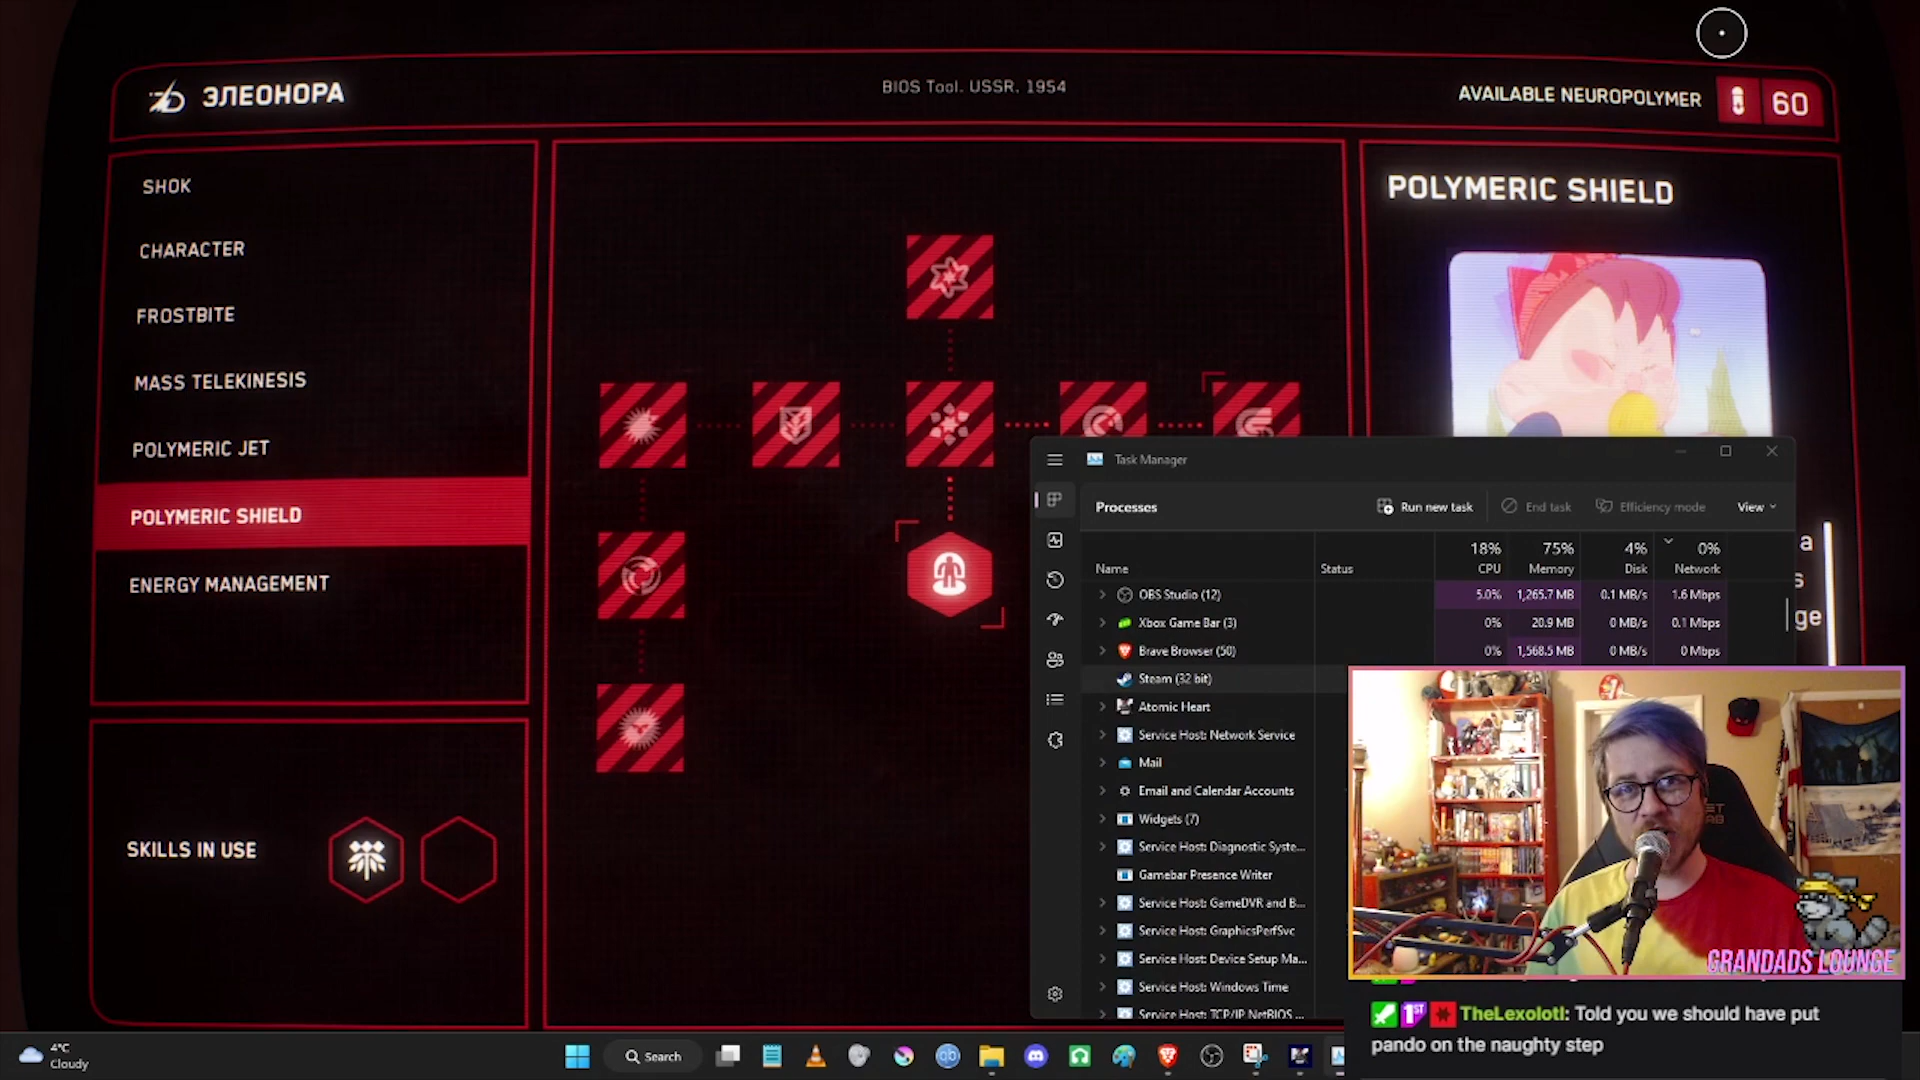 ЭЛЕОНОРА
BIOS Tool. USSR. 1954
AVAILABLE NEUROPOLYMER
60
SHOK
CHARACTER
FROSTBITE
MASS TELEKINESIS
POLYMERIC JET
POLYMERIC SHIELD
ENERGY MANAGEMENT
SKILLS IN USE
POLYMERIC SHIELD
a
s
ge
Task Manager
Processes
Run new task
End task
Efficiency mode
View
Name
Status
18% CPU
75% Memory
4% Disk
0% Network
OBS Studio (12) 5.0% 1,265.7 MB 0.1 MB/s 1.6 Mbps
Xbox Game Bar (3) 0% 20.9 MB 0 MB/s 0.1 Mbps
Brave Browser (50) 0% 1,568.5 MB 0 MB/s 0 Mbps
Steam (32 bit)
Atomic Heart
Service Host: Network Service
Mail
Email and Calendar Accounts
Widgets (7)
Service Host: Diagnostic Syste...
Gamebar Presence Writer
Service Host: GameDVR and B...
Service Host: GraphicsPerfSvc
Service Host: Device Setup Ma...
Service Host: Windows Time
Service Host: TCP/IP NetBIOS ...
GRANDADS LOUNGE
1ST TheLexolotl: Told you we should have put
pando on the naughty step
4°C
Cloudy
Search